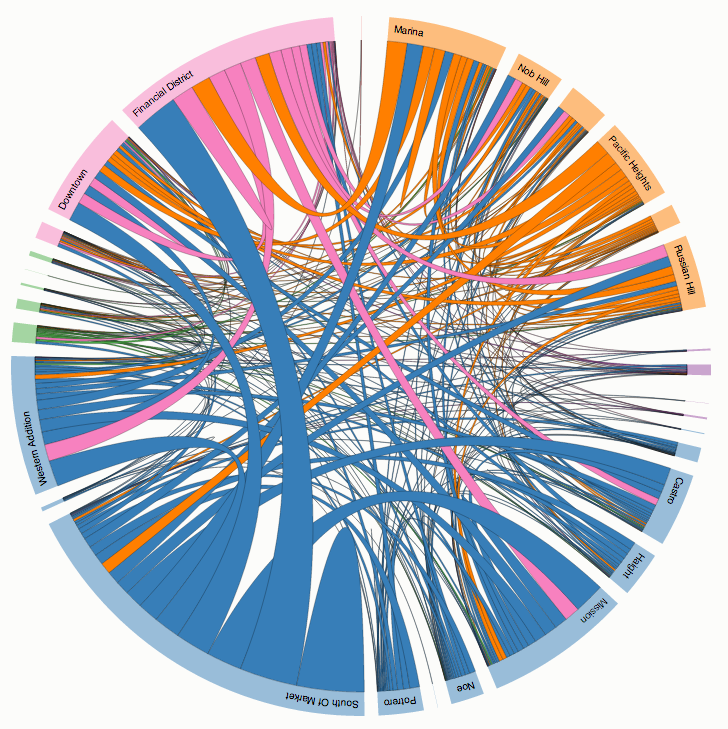 Marina
Nob Hill
Pacific Heights
Russian Hill
Castro
Haight
Mission
Noe
Potrero
South Of Market
Western Addition
Downtown
Financial District